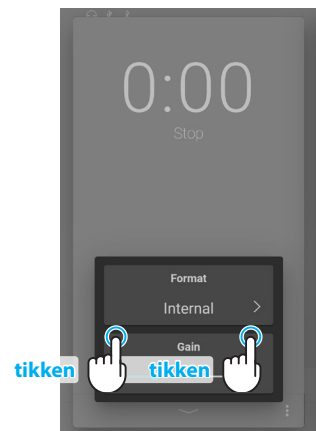 0:00
Stop
Format
Internal
Gain
tikken tikken